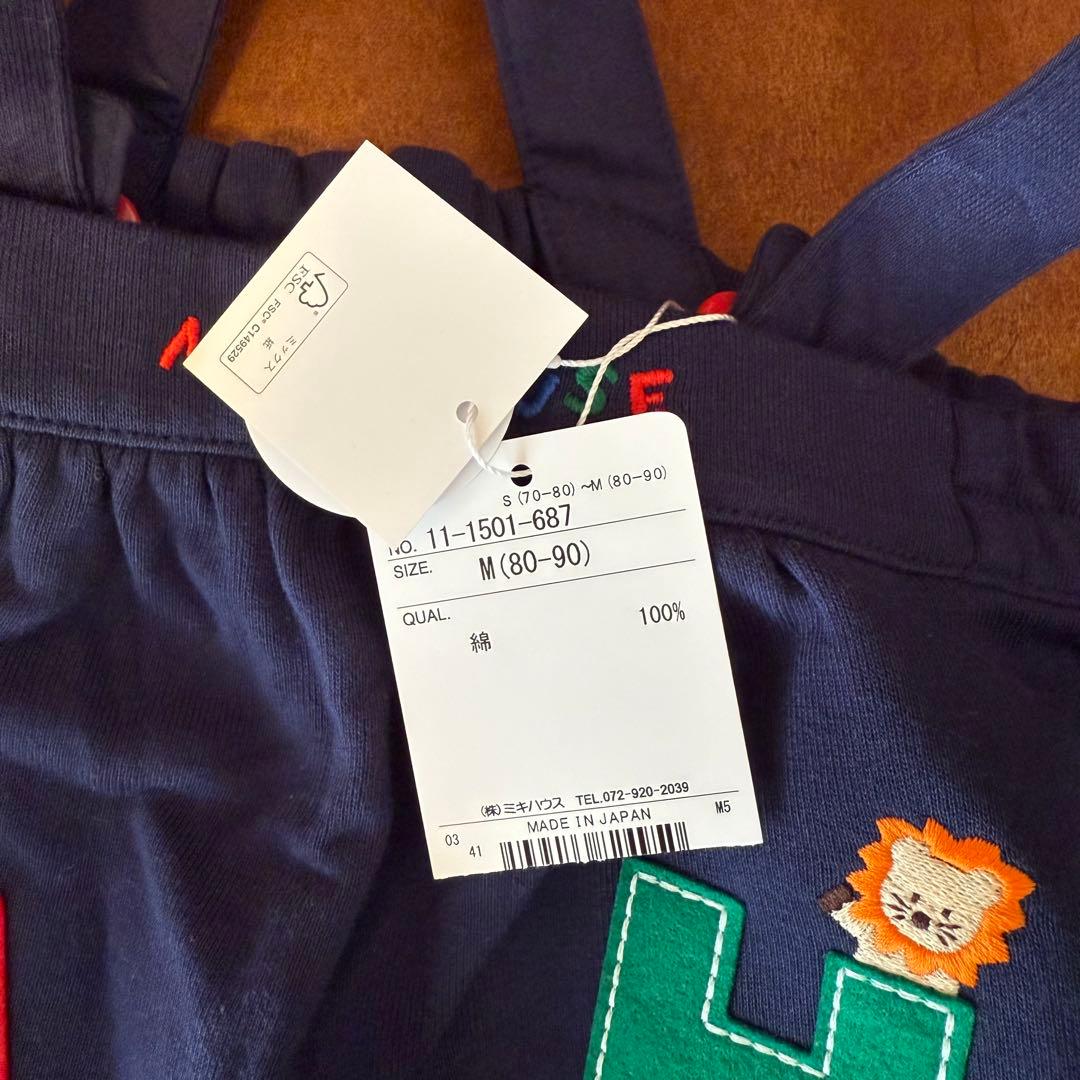 FSC
FSC® C149529
ミックス
紙
USE
S (70-80) ~M (80-90)
NO. 11-1501-687
SIZE. M(80-90)
QUAL.
綿 100%
(株)ミキハウス TEL.072-920-2039
MADE IN JAPAN M5
03 41